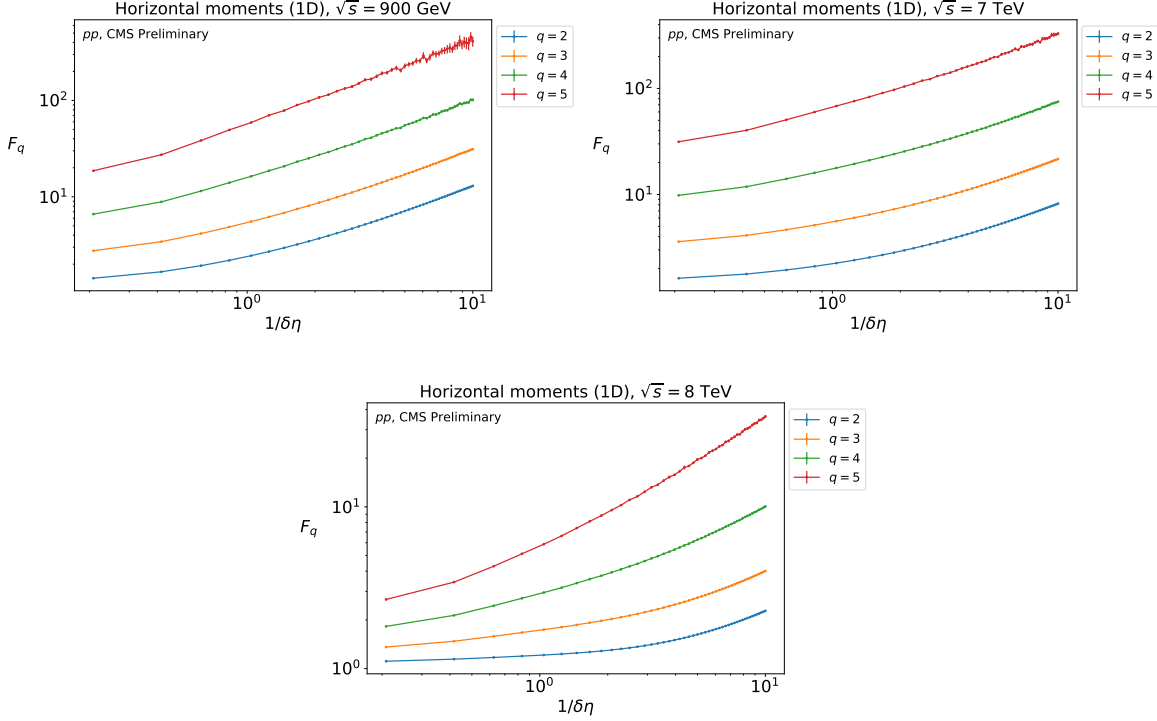 Horizontal moments (1D), √s = 900 GeV
pp, CMS Preliminary
q = 2
q = 3
q = 4
q = 5
F_q
10²
10¹
10⁰
10¹
1/δη
Horizontal moments (1D), √s = 7 TeV
pp, CMS Preliminary
q = 2
q = 3
q = 4
q = 5
F_q
10²
10¹
10⁰
10¹
1/δη
Horizontal moments (1D), √s = 8 TeV
pp, CMS Preliminary
q = 2
q = 3
q = 4
q = 5
F_q
10¹
10⁰
10⁰
10¹
1/δη